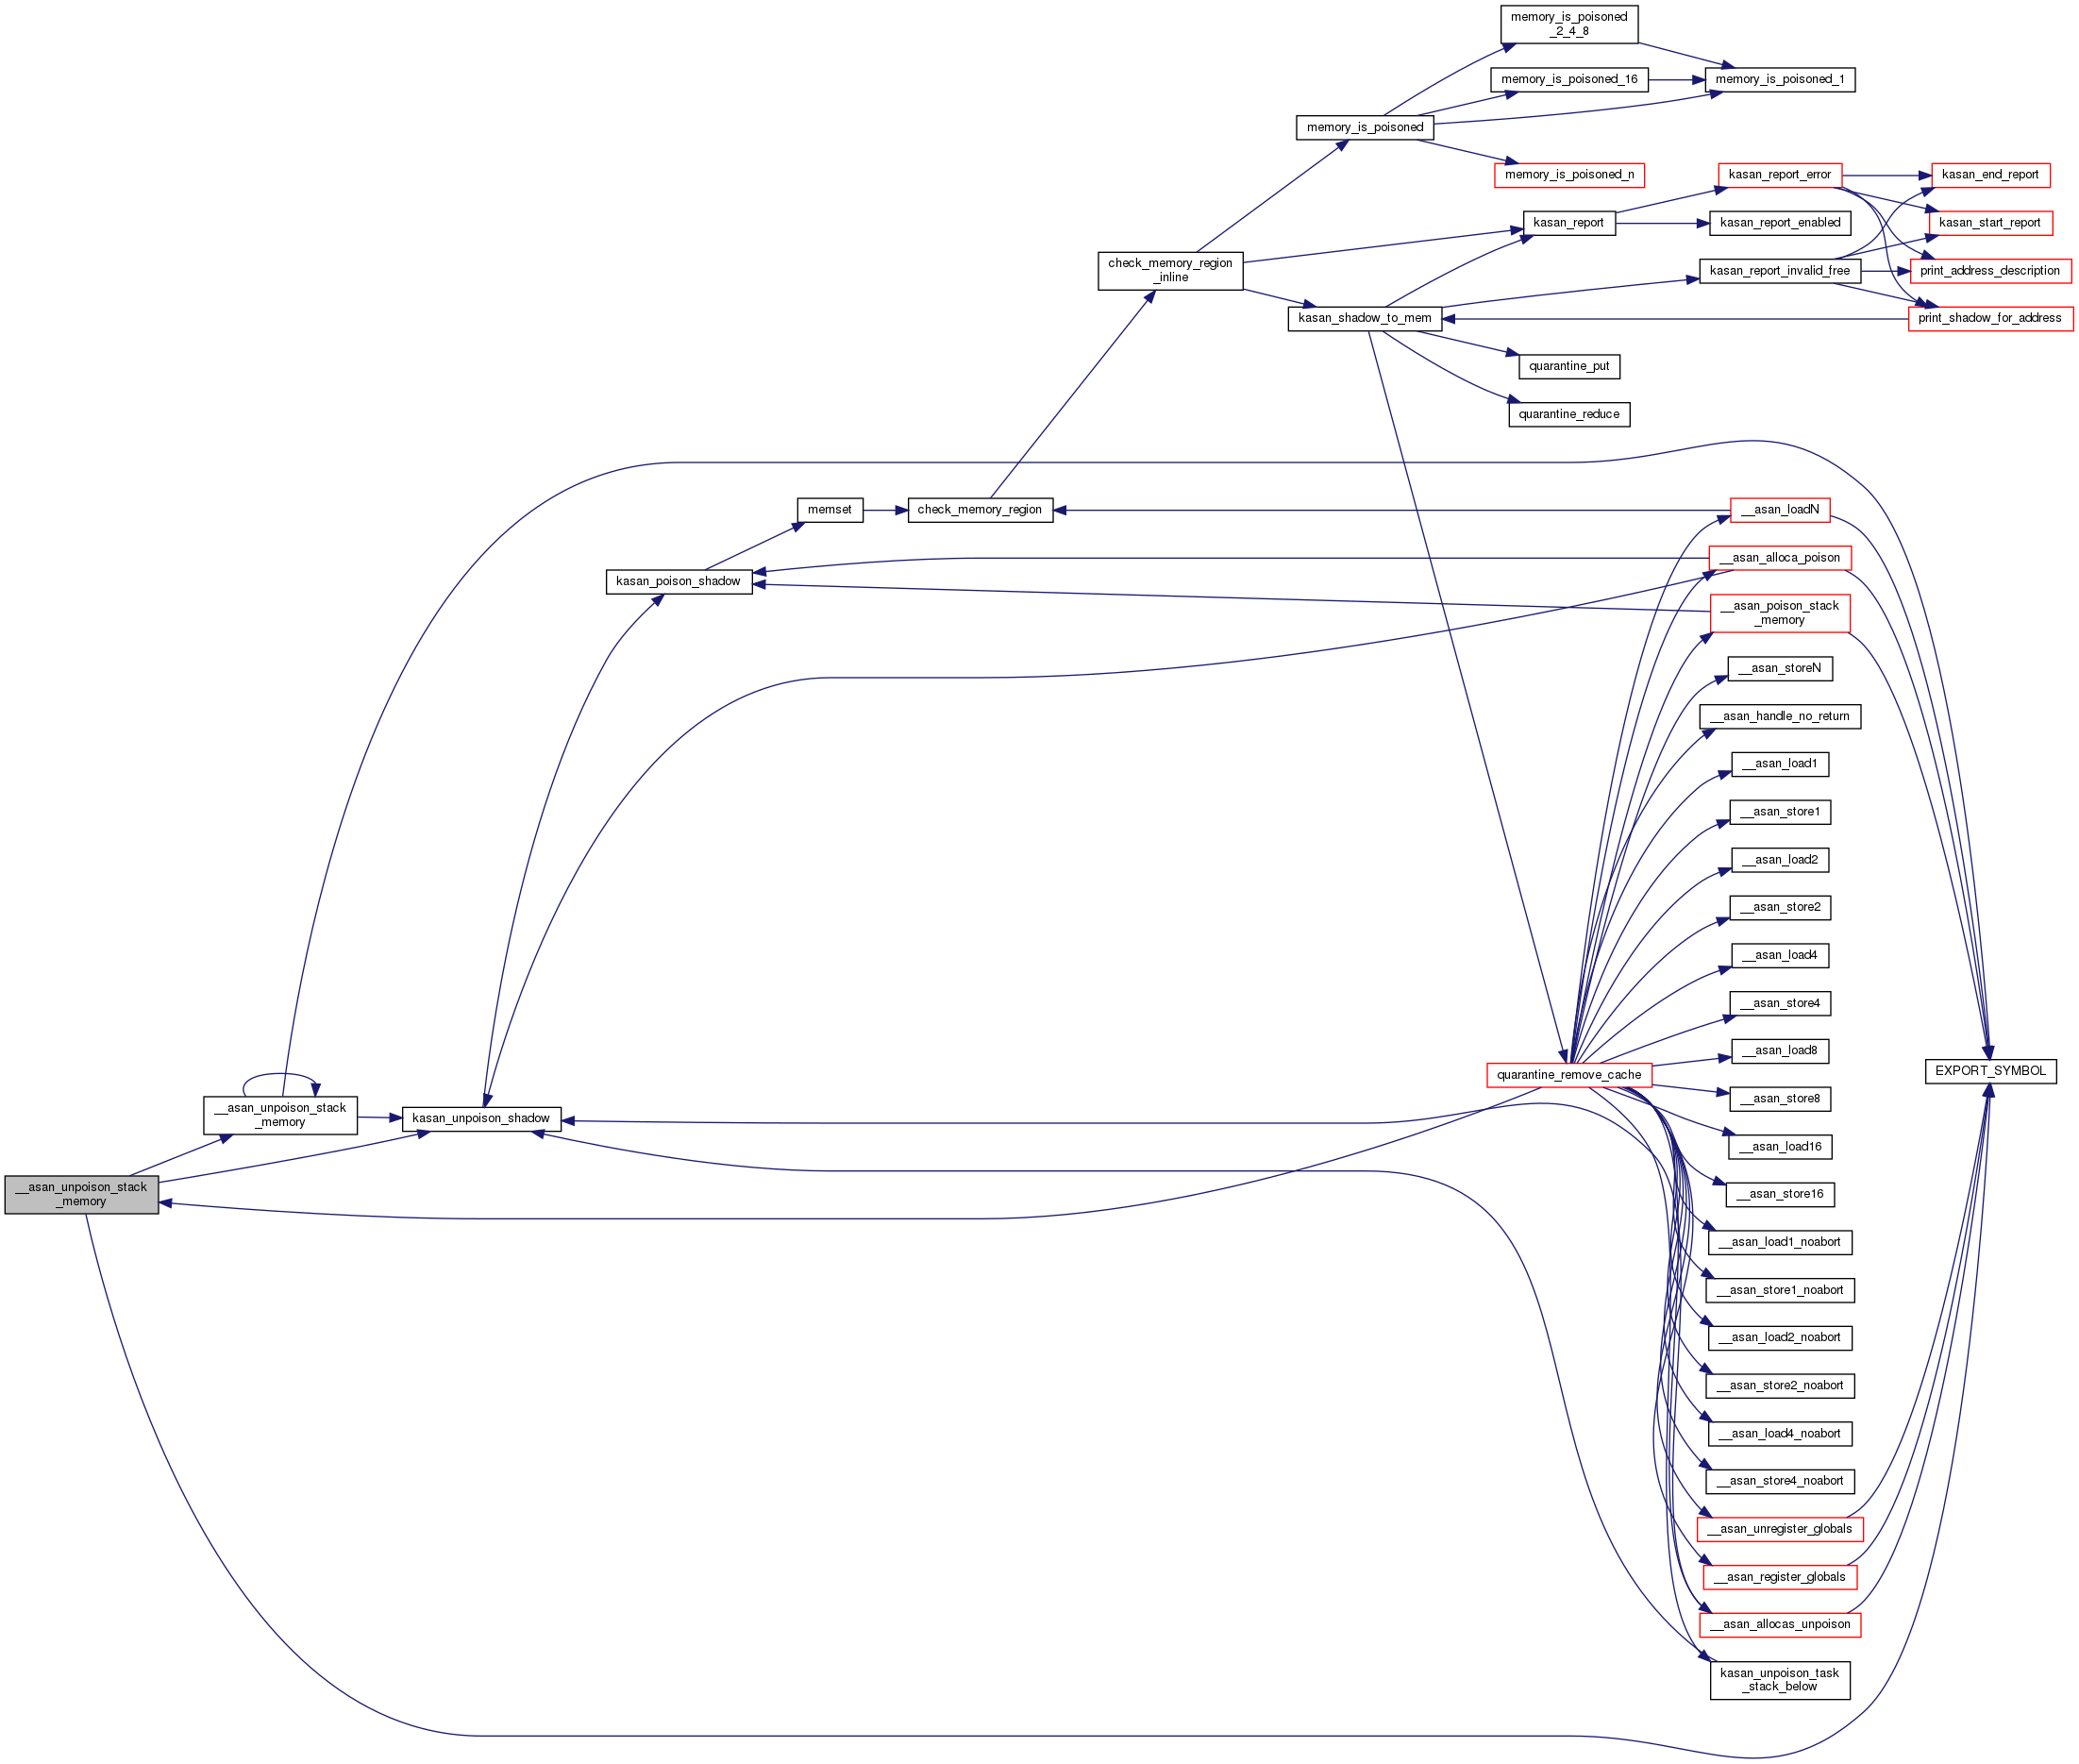 memory_is_poisoned
_2_4_8
memory_is_poisoned_16
memory_is_poisoned_1
memory_is_poisoned
memory_is_poisoned_n
kasan_report_error
kasan_end_report
kasan_report
kasan_report_enabled
kasan_start_report
check_memory_region
_inline
kasan_report_invalid_free
print_address_description
kasan_shadow_to_mem
print_shadow_for_address
quarantine_put
quarantine_reduce
memset
check_memory_region
__asan_loadN
__asan_alloca_poison
kasan_poison_shadow
__asan_poison_stack
_memory
__asan_storeN
__asan_handle_no_return
__asan_load1
__asan_store1
__asan_load2
__asan_store2
__asan_load4
__asan_store4
__asan_load8
quarantine_remove_cache
EXPORT_SYMBOL
__asan_store8
__asan_unpoison_stack
_memory
kasan_unpoison_shadow
__asan_load16
__asan_unpoison_stack
_memory
__asan_store16
__asan_load1_noabort
__asan_store1_noabort
__asan_load2_noabort
__asan_store2_noabort
__asan_load4_noabort
__asan_store4_noabort
__asan_unregister_globals
__asan_register_globals
__asan_allocas_unpoison
kasan_unpoison_task
_stack_below